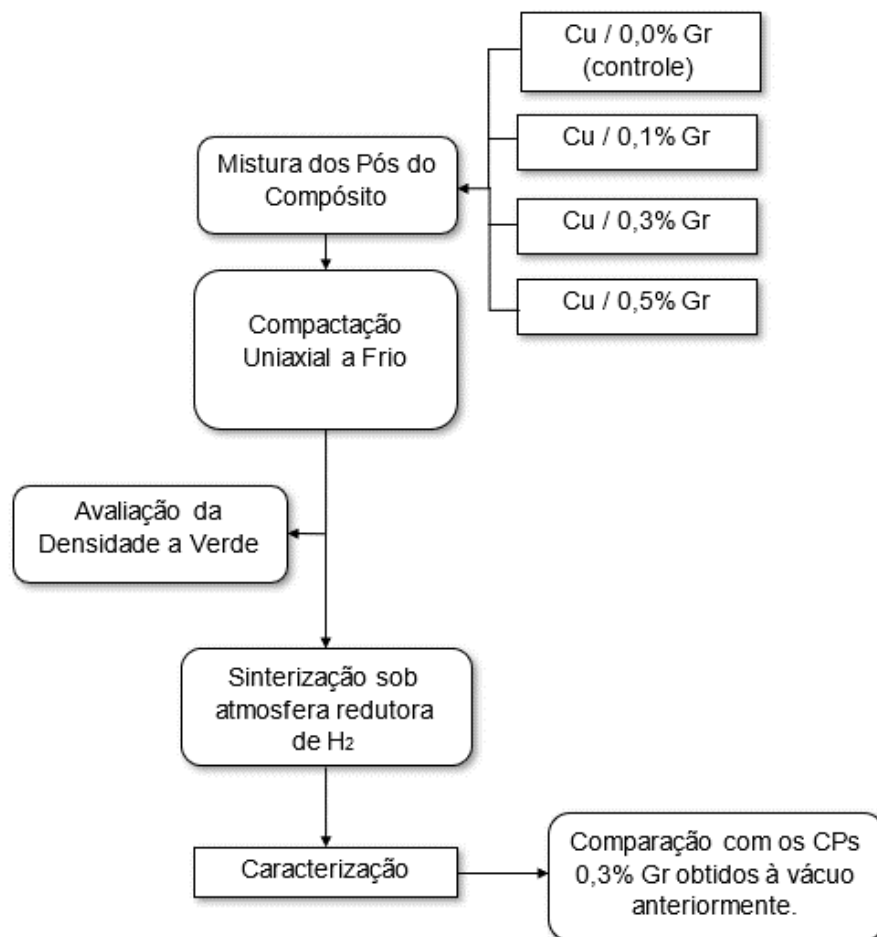 Cu / 0,0% Gr
(controle)
Cu / 0,1% Gr
Mistura dos Pós do
Compósito
Cu / 0,3% Gr
Cu / 0,5% Gr
Compactação
Uniaxial a Frio
Avaliação da
Densidade a Verde
Sinterização sob
atmosfera redutora
de H₂
Caracterização
Comparação com os CPs
0,3% Gr obtidos à vácuo
anteriormente.